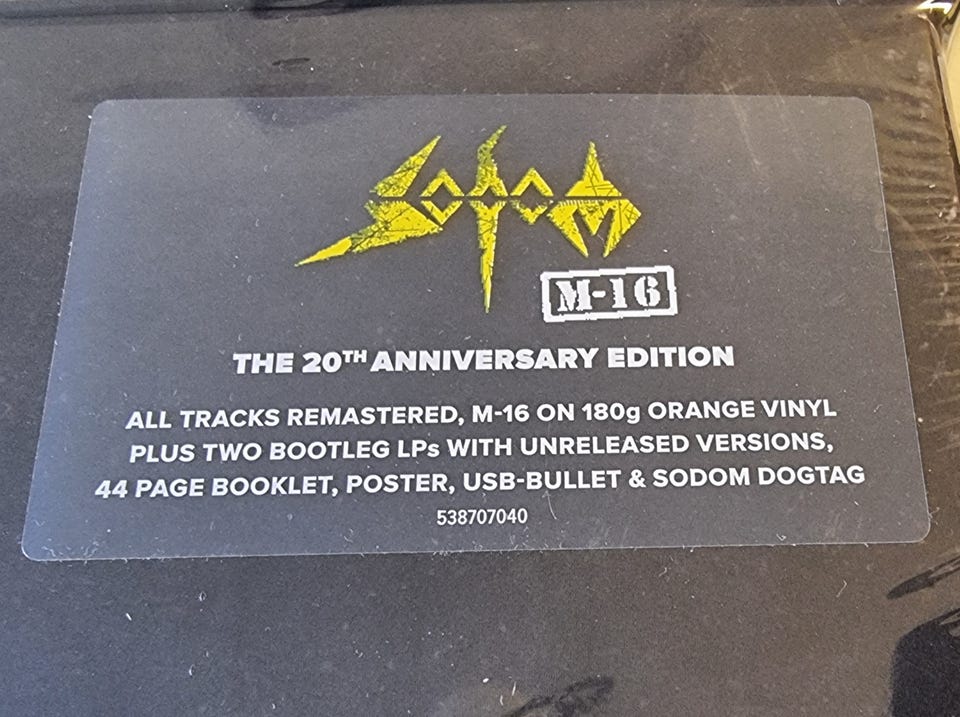 SODOM
M-16
THE 20TH ANNIVERSARY EDITION
ALL TRACKS REMASTERED, M-16 ON 180g ORANGE VINYL
PLUS TWO BOOTLEG LPs WITH UNRELEASED VERSIONS,
44 PAGE BOOKLET, POSTER, USB-BULLET & SODOM DOGTAG
538707040